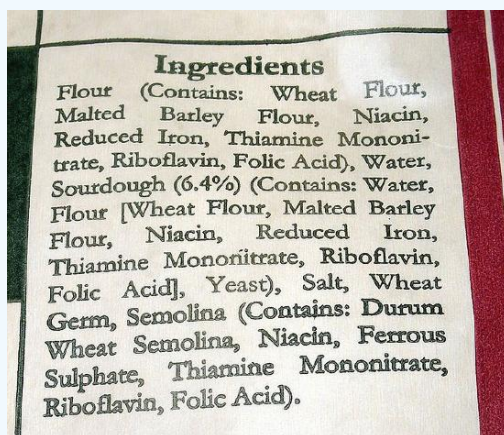 Ingredients
Flour (Contains: Wheat Flour,
Malted Barley Flour, Niacin,
Reduced Iron, Thiamine Mononi-
trate, Riboflavin, Folic Acid), Water,
Sourdough (6.4%) (Contains: Water,
Flour [Wheat Flour, Malted Barley
Flour, Niacin, Reduced Iron,
Thiamine Mononitrate, Riboflavin,
Folic Acid], Yeast), Salt, Wheat
Germ, Semolina (Contains: Durum
Wheat Semolina, Niacin, Ferrous
Sulphate, Thiamine Mononitrate,
Riboflavin, Folic Acid).